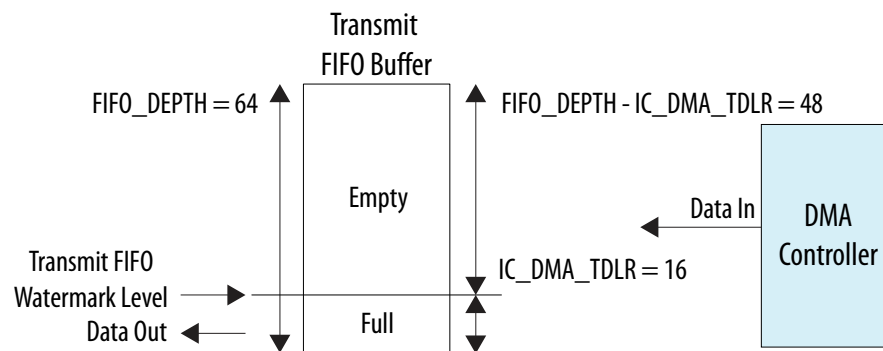 Transmit
FIFO Buffer
FIFO_DEPTH = 64
FIFO_DEPTH - IC_DMA_TDLR = 48
Empty
Data In
DMA
Controller
Transmit FIFO
Watermark Level
IC_DMA_TDLR = 16
Data Out
Full